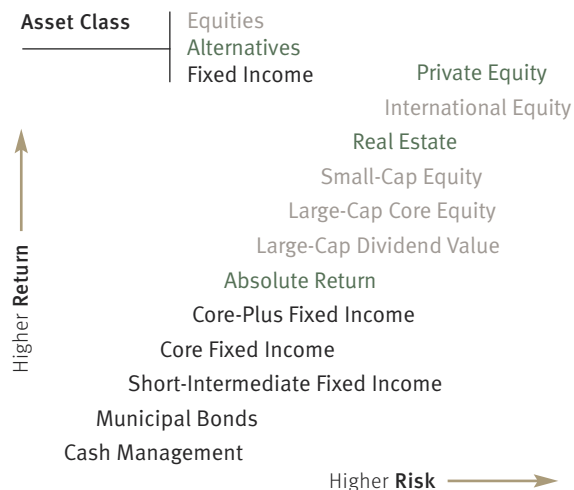 Asset Class
Equities
Alternatives
Fixed Income
Private Equity
International Equity
Real Estate
Small-Cap Equity
Large-Cap Core Equity
Large-Cap Dividend Value
Absolute Return
Core-Plus Fixed Income
Core Fixed Income
Short-Intermediate Fixed Income
Municipal Bonds
Cash Management
Higher Return
Higher Risk